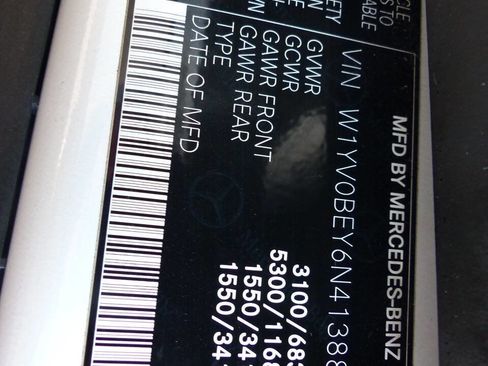 MFD BY MERCEDES-BENZ
VIN W1YV0BEY6N41388
GVWR 3100/683
GCWR 5300/1168
GAWR FRONT 1550/341
GAWR REAR 1550/341
TYPE
DATE OF MFD